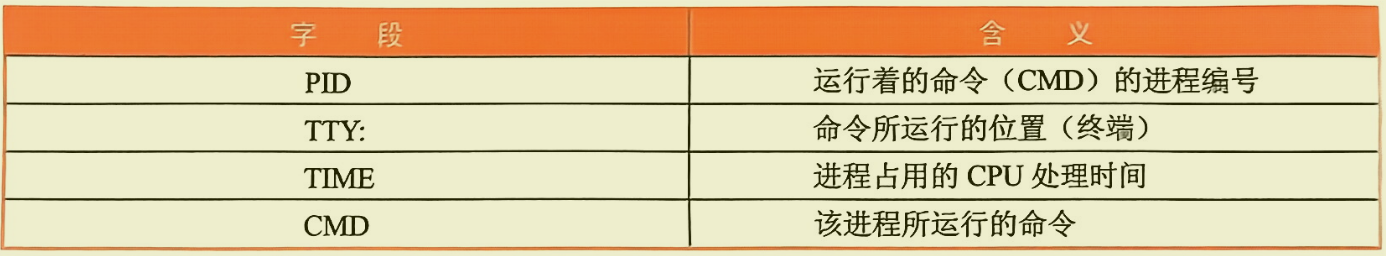 字 段 含 义
PID 运行着的命令（CMD）的进程编号
TTY: 命令所运行的位置（终端）
TIME 进程占用的 CPU 处理时间
CMD 该进程所运行的命令